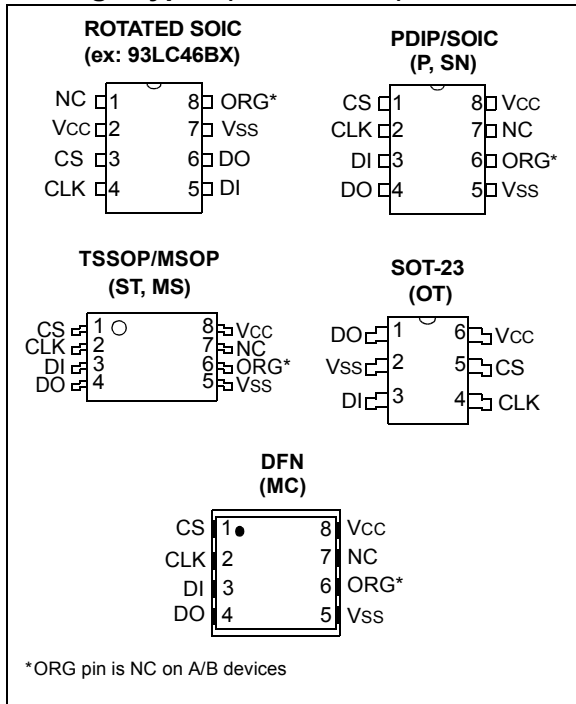 ROTATED SOIC
(ex: 93LC46BX)
NC 1 8 ORG*
Vcc 2 7 Vss
CS 3 6 DO
CLK 4 5 DI
PDIP/SOIC
(P, SN)
CS 1 8 Vcc
CLK 2 7 NC
DI 3 6 ORG*
DO 4 5 Vss
TSSOP/MSOP
(ST, MS)
CS 1 8 Vcc
CLK 2 7 NC
DI 3 6 ORG*
DO 4 5 Vss
SOT-23
(OT)
DO 1 6 Vcc
Vss 2 5 CS
DI 3 4 CLK
DFN
(MC)
CS 1 8 Vcc
CLK 2 7 NC
DI 3 6 ORG*
DO 4 5 Vss
*ORG pin is NC on A/B devices